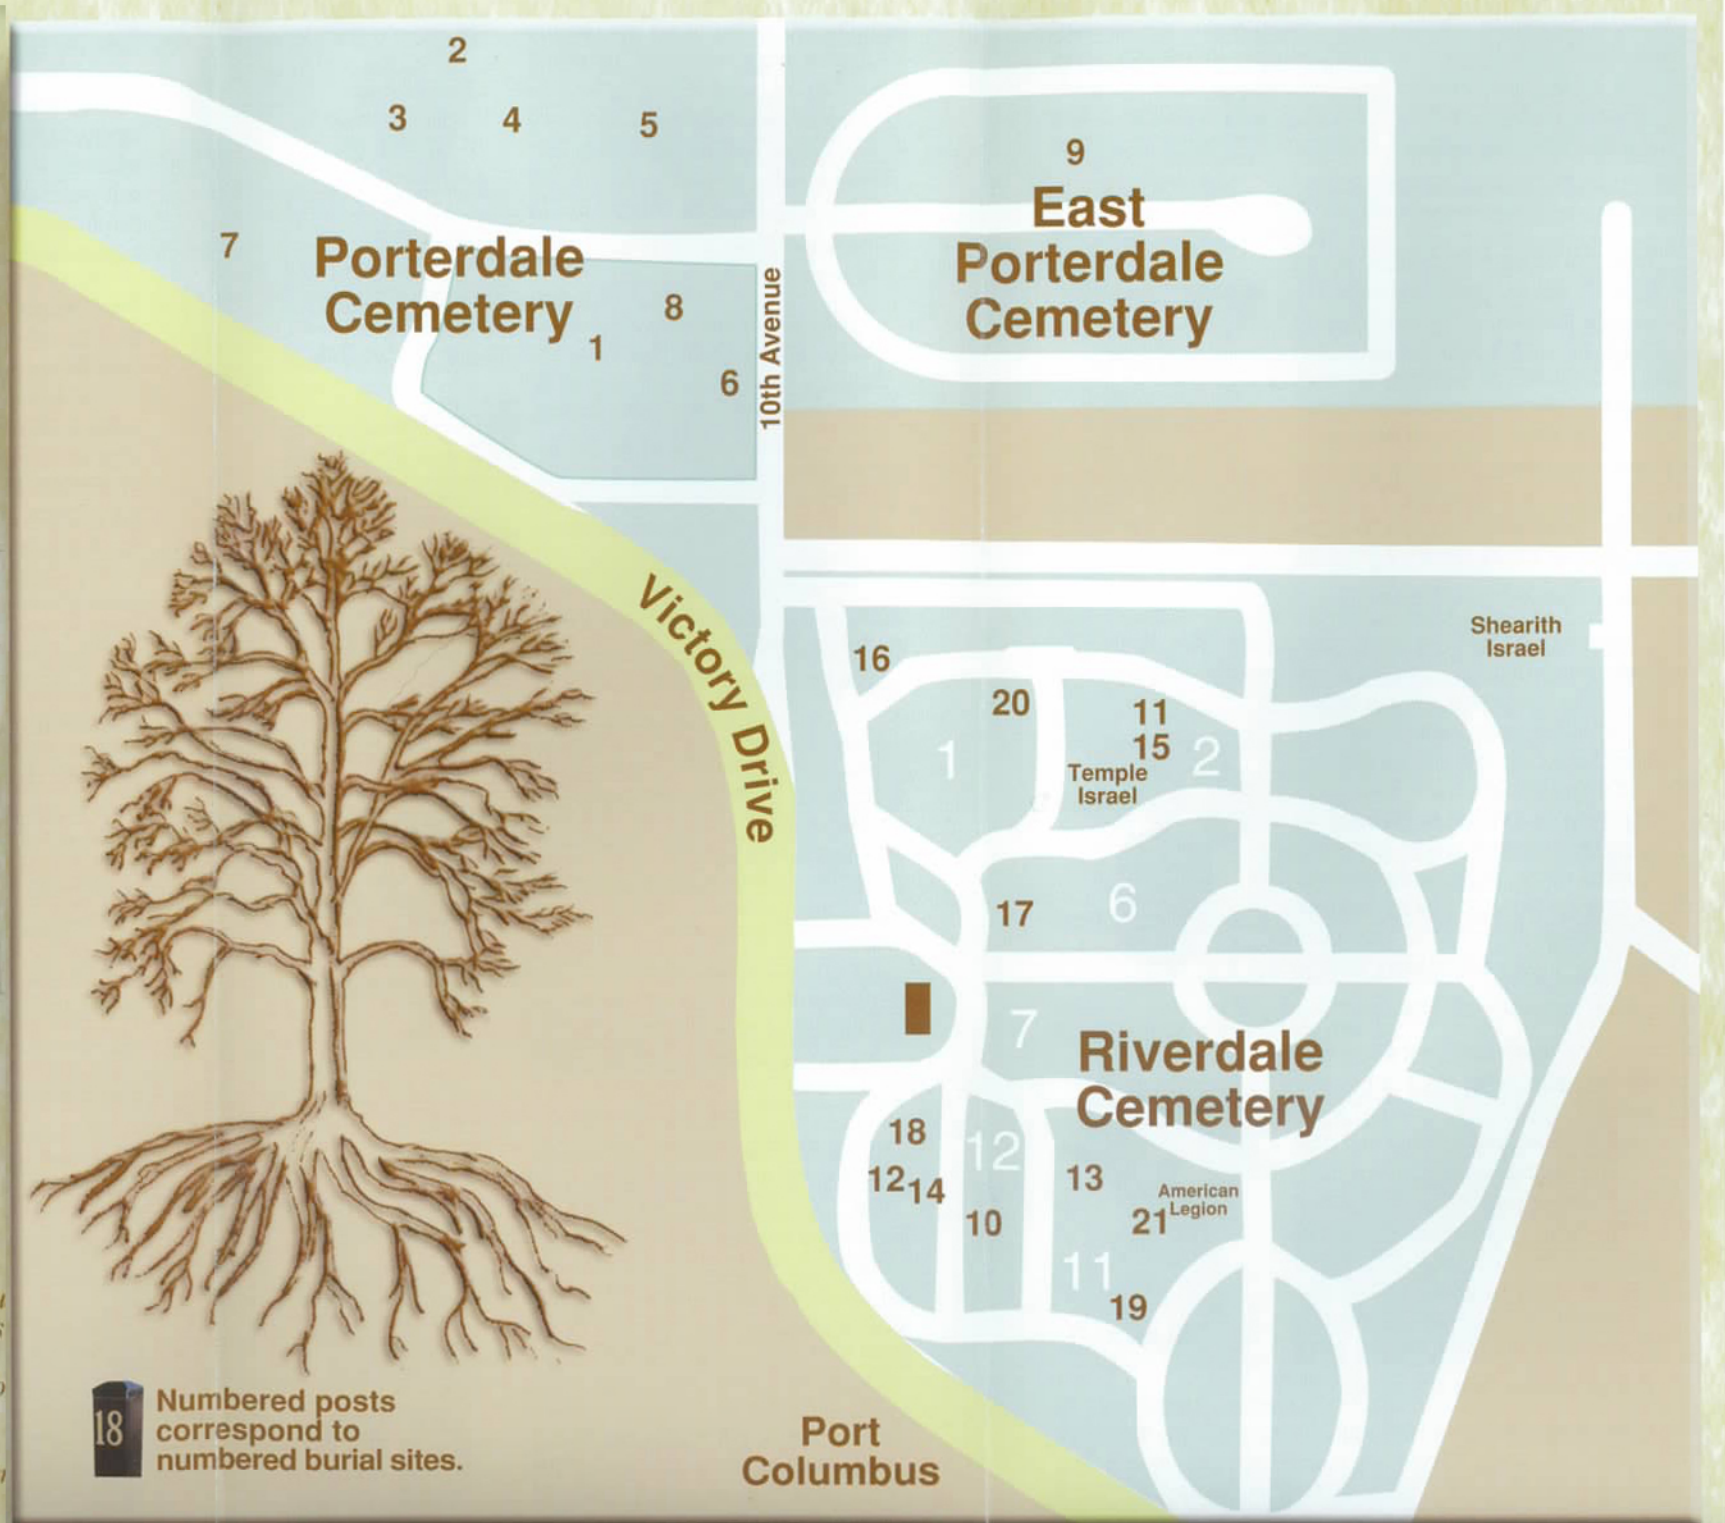 2
3
4
5
9
East
Porterdale
Cemetery
7
Porterdale
Cemetery
8
1
6
10th Avenue
Victory Drive
Shearith
Israel
16
20
11
15
1
2
Temple
Israel
17
6
7
Riverdale
Cemetery
18
12
12
14
10
13
American
Legion
21
11
19
18
Numbered posts
correspond to
numbered burial sites.
Port
Columbus